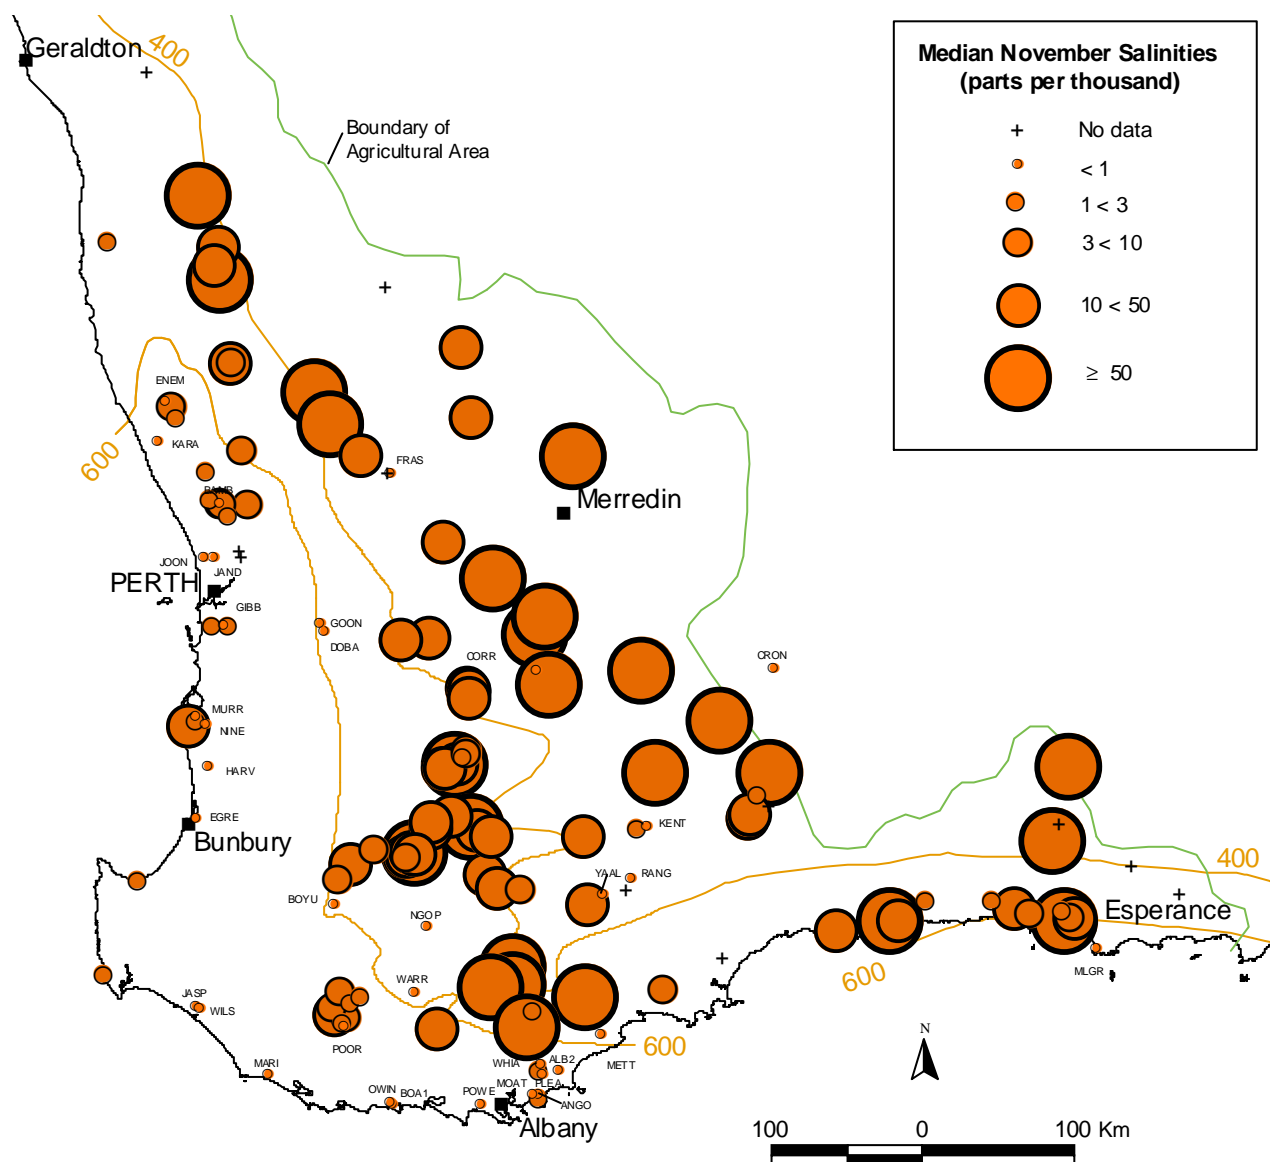 Geraldton
400
Median November Salinities
(parts per thousand)
No data
< 1
1 < 3
3 < 10
10 < 50
≥ 50
Boundary of
Agricultural Area
ENEM
KARA
600
FRAS
BAMB
Merredin
JOON
JAND
PERTH
GIBB
GOON
DOBA
CORR
CRON
MURR
NINE
HARV
EGRE
Bunbury
KENT
YAAL
RANG
400
BOYU
NGOP
Esperance
MLGR
600
WARR
JASP
WILS
POOR
N
600
METT
WHIA
ALB2
MARI
OWIN
BOA1
POWE
MOAT
PLEA
ANGO
Albany
100 0 100 Km